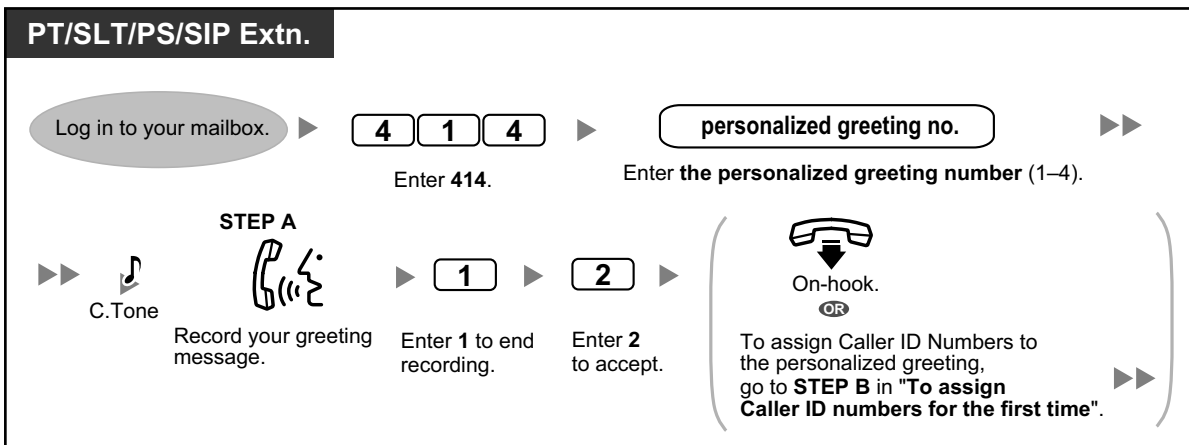 PT/SLT/PS/SIP Extn.
Log in to your mailbox.
4 1 4
personalized greeting no.
Enter 414.
Enter the personalized greeting number (1–4).
C.Tone
STEP A
Record your greeting
message.
1
Enter 1 to end
recording.
2
Enter 2
to accept.
On-hook.
OR
To assign Caller ID Numbers to
the personalized greeting,
go to STEP B in "To assign
Caller ID numbers for the first time".